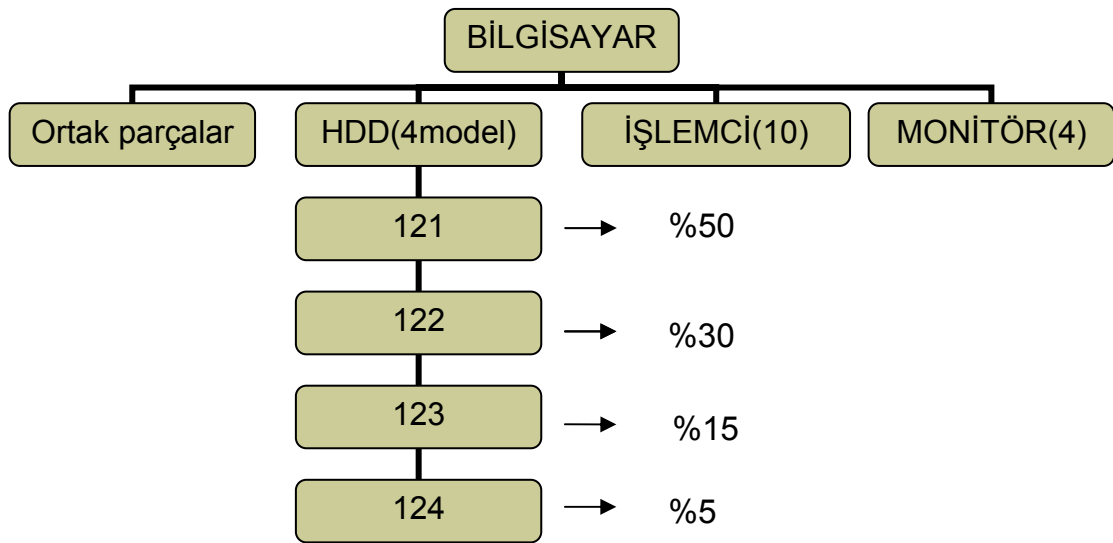 BİLGİSAYAR
Ortak parçalar
HDD(4model)
İŞLEMCİ(10)
MONİTÖR(4)
121
%50
122
%30
123
%15
124
%5